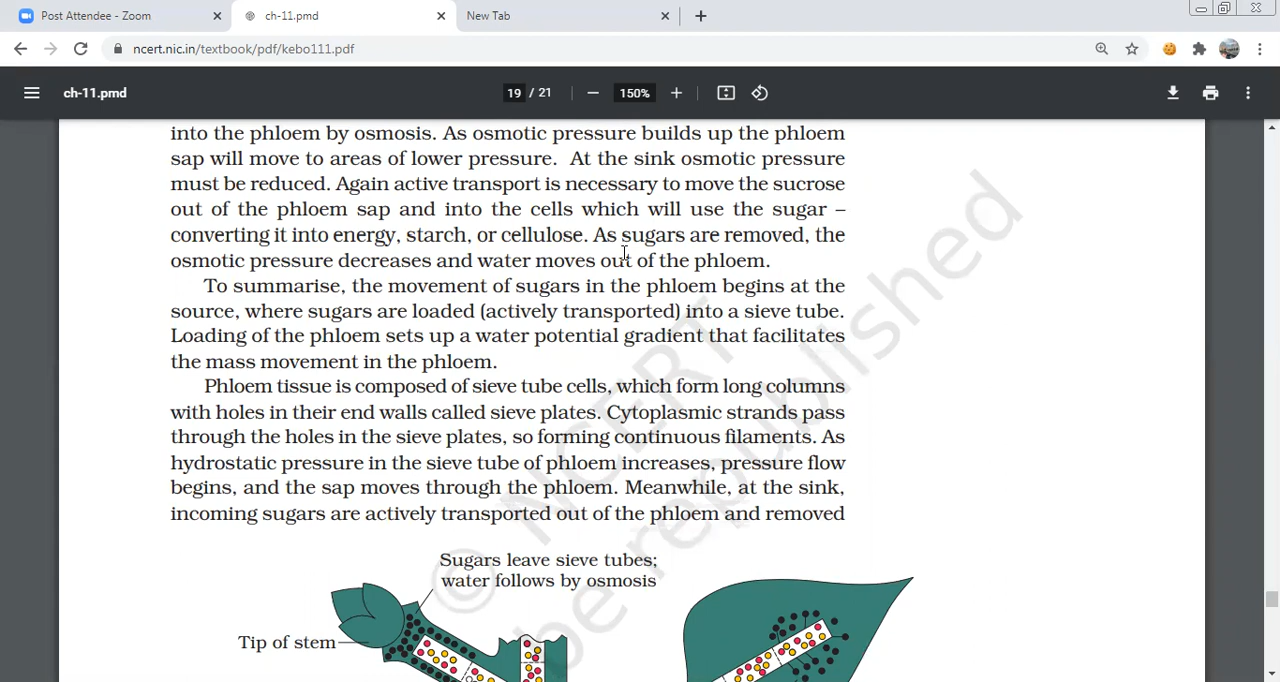 Post Attendee - Zoom
ch-11.pmd
New Tab
ncert.nic.in/textbook/pdf/kebo111.pdf
ch-11.pmd
19 / 21
150%
into the phloem by osmosis. As osmotic pressure builds up the phloem
sap will move to areas of lower pressure. At the sink osmotic pressure
must be reduced. Again active transport is necessary to move the sucrose
out of the phloem sap and into the cells which will use the sugar –
converting it into energy, starch, or cellulose. As sugars are removed, the
osmotic pressure decreases and water moves out of the phloem.
To summarise, the movement of sugars in the phloem begins at the
source, where sugars are loaded (actively transported) into a sieve tube.
Loading of the phloem sets up a water potential gradient that facilitates
the mass movement in the phloem.
Phloem tissue is composed of sieve tube cells, which form long columns
with holes in their end walls called sieve plates. Cytoplasmic strands pass
through the holes in the sieve plates, so forming continuous filaments. As
hydrostatic pressure in the sieve tube of phloem increases, pressure flow
begins, and the sap moves through the phloem. Meanwhile, at the sink,
incoming sugars are actively transported out of the phloem and removed
Sugars leave sieve tubes;
water follows by osmosis
Tip of stem
© NCERT
be republished